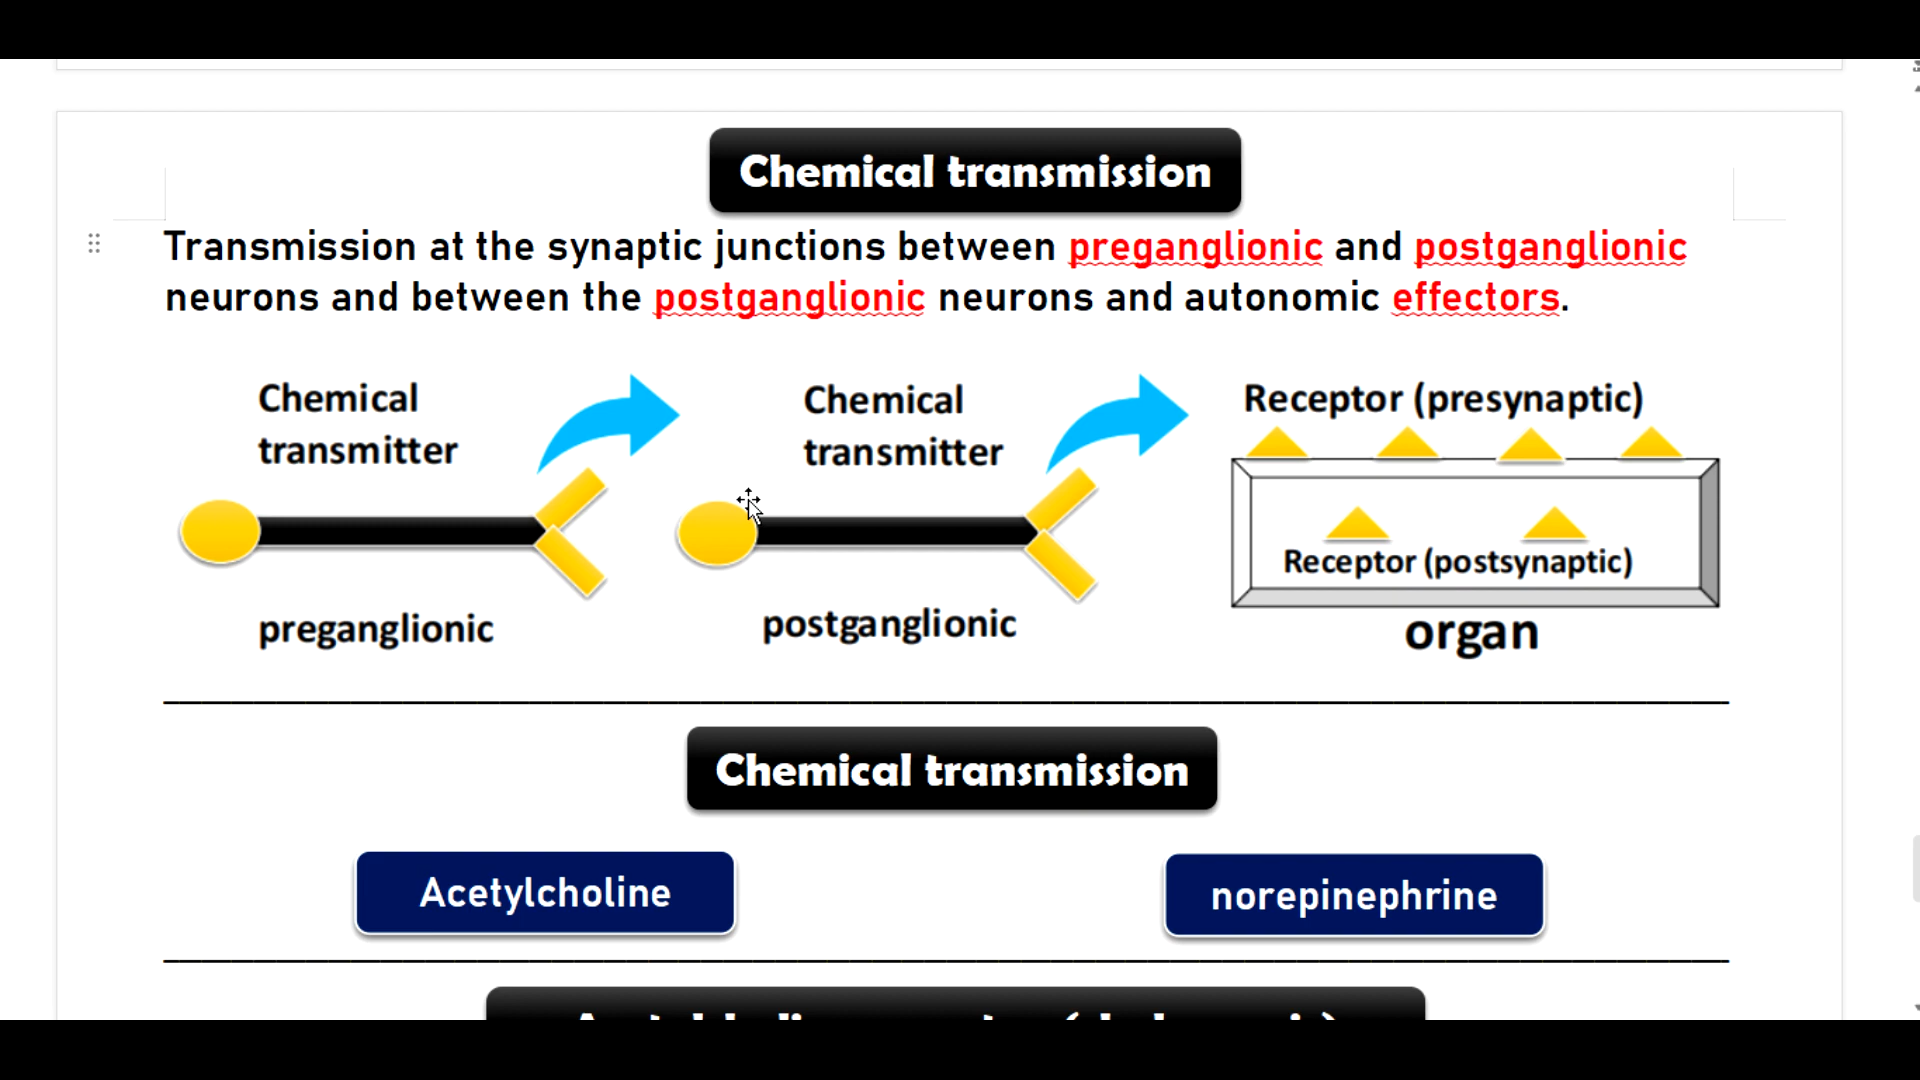 Chemical transmission
Transmission at the synaptic junctions between preganglionic and postganglionic
neurons and between the postganglionic neurons and autonomic effectors.
Chemical
transmitter
Chemical
transmitter
Receptor (presynaptic)
Receptor (postsynaptic)
preganglionic
postganglionic
organ
Chemical transmission
Acetylcholine
norepinephrine